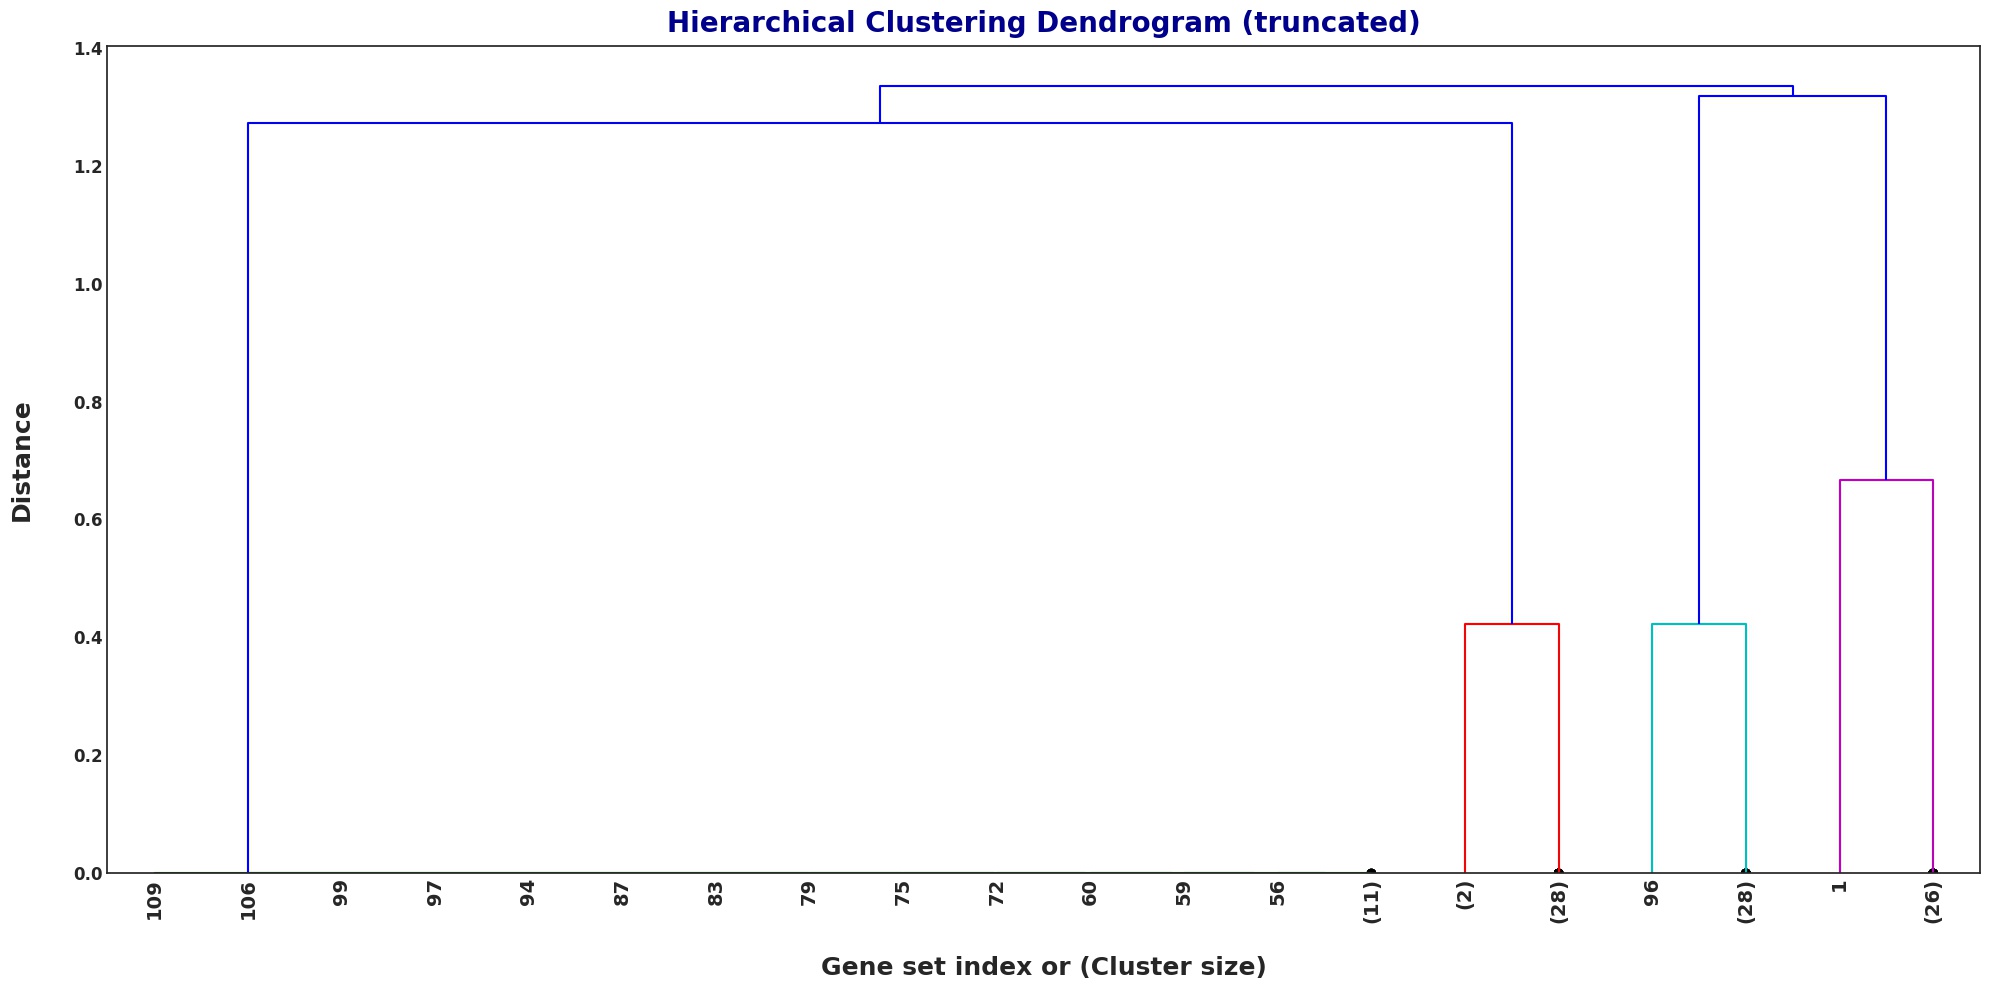 Hierarchical Clustering Dendrogram (truncated)
1.4
1.2
1.0
0.8
0.6
0.4
0.2
0.0
Distance
109 106 99 97 94 87 83 79 75 72 60 59 56 (11) (2) (28) 96 (28) 1 (26)
Gene set index or (Cluster size)